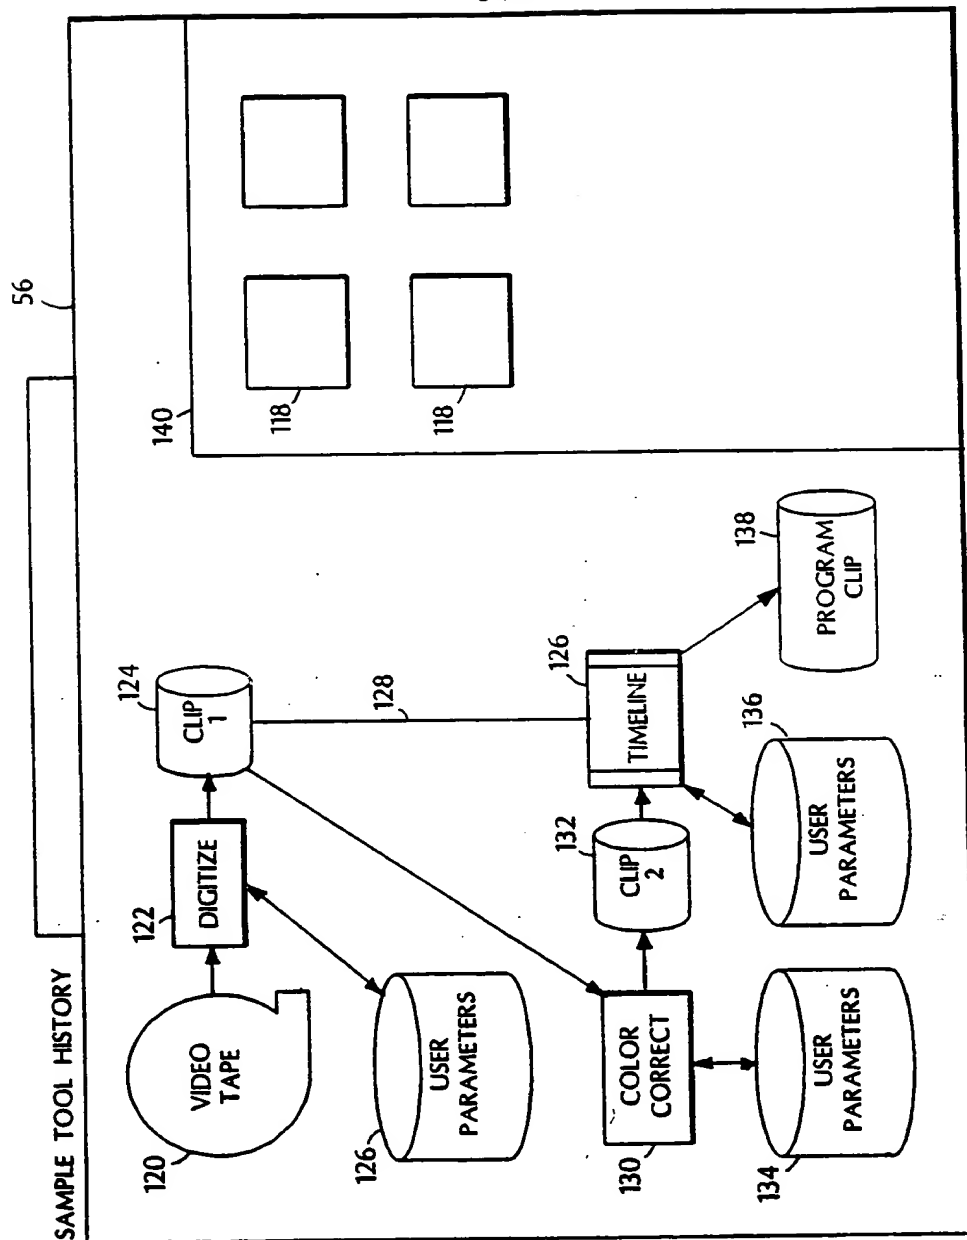 SAMPLE TOOL HISTORY
56
120
VIDEO
TAPE
122
DIGITIZE
124
CLIP
1
140
118
118
126
USER
PARAMETERS
128
130
COLOR
CORRECT
132
CLIP
2
126
TIMELINE
138
PROGRAM
CLIP
134
USER
PARAMETERS
136
USER
PARAMETERS